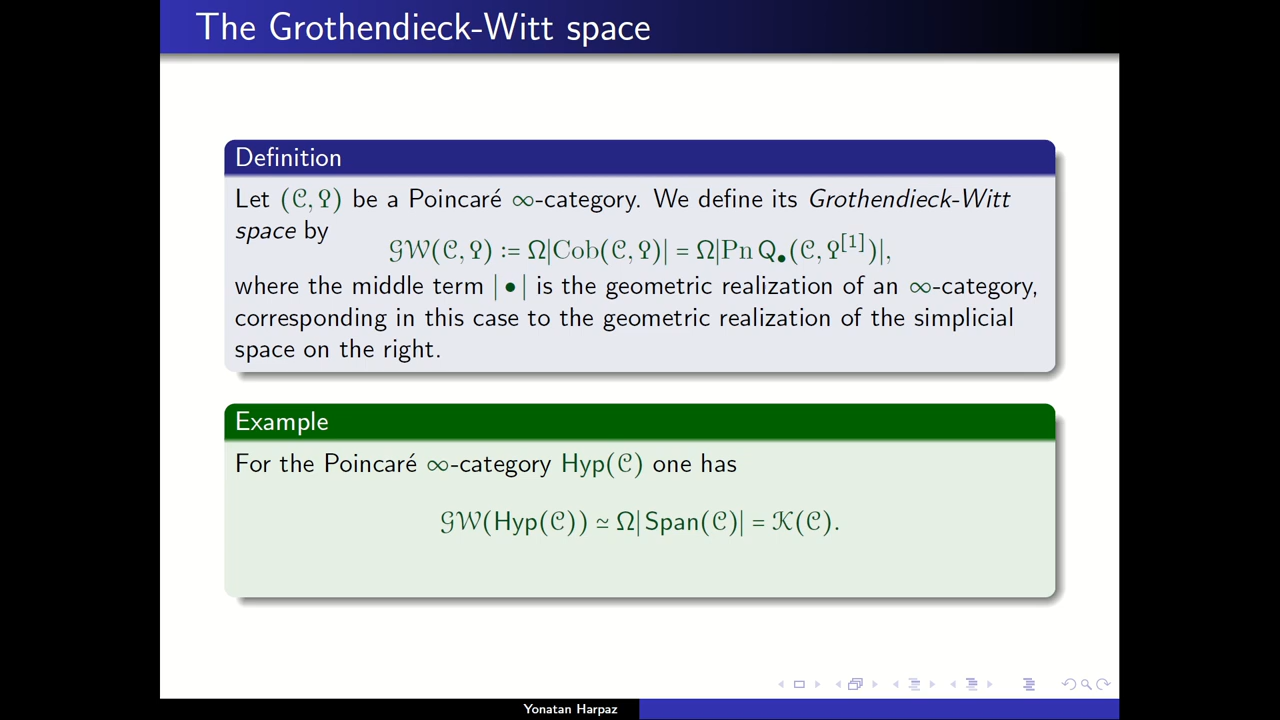 The Grothendieck-Witt space
Definition
Let (𝒞, Ϙ) be a Poincaré ∞-category. We define its Grothendieck-Witt
space by
𝒢𝒲(𝒞, Ϙ) := Ω|Cob(𝒞, Ϙ)| = Ω|Pn Q•(𝒞, Ϙ^[1])|,
where the middle term |•| is the geometric realization of an ∞-category,
corresponding in this case to the geometric realization of the simplicial
space on the right.
Example
For the Poincaré ∞-category Hyp(𝒞) one has
𝒢𝒲(Hyp(𝒞)) ≃ Ω|Span(𝒞)| = 𝒦(𝒞).
Yonatan Harpaz